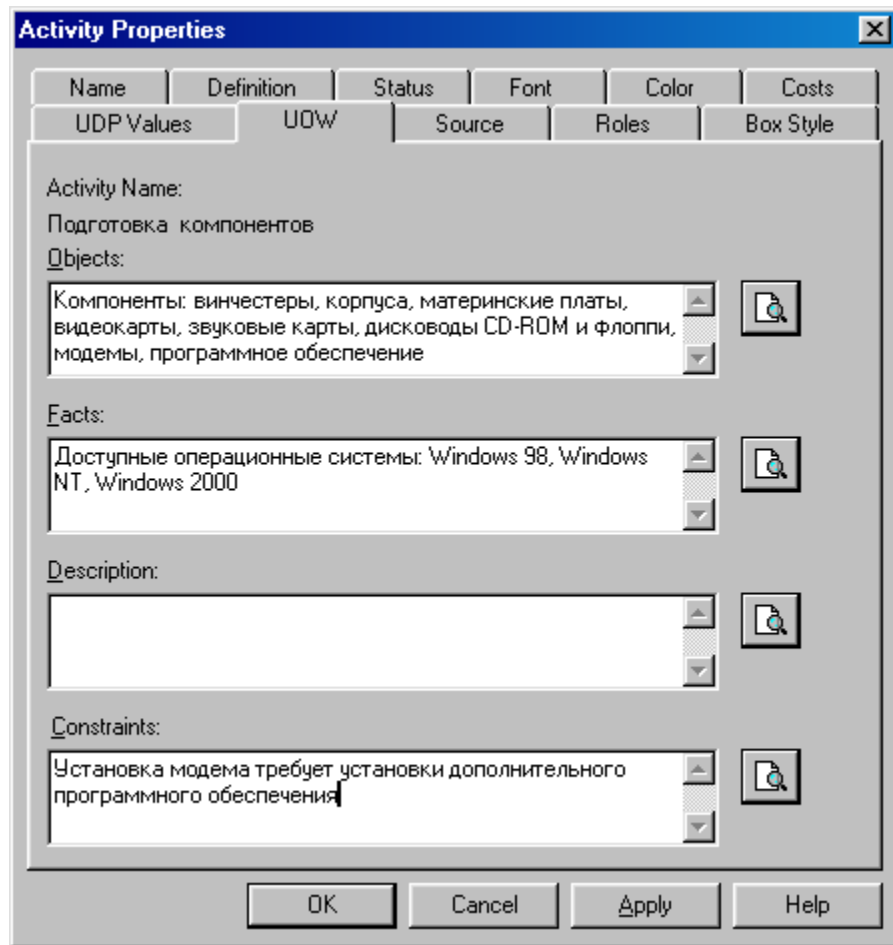 Activity Properties
Name Definition Status Font Color Costs
UDP Values UOW Source Roles Box Style
Activity Name:
Подготовка компонентов
Objects:
Компоненты: винчестеры, корпуса, материнские платы,
видеокарты, звуковые карты, дисководы CD-ROM и флоппи,
модемы, программное обеспечение
Facts:
Доступные операционные системы: Windows 98, Windows
NT, Windows 2000
Description:
Constraints:
Установка модема требует установки дополнительного
программного обеспечения
OK Cancel Apply Help